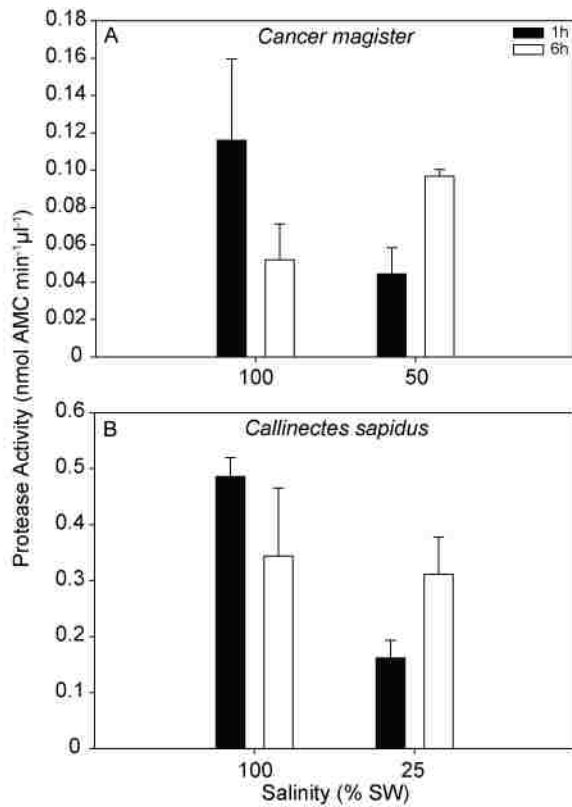 A
Cancer magister
1h
6h
0.18
0.16
0.14
0.12
0.10
0.08
0.06
0.04
0.02
0
100
50
Protease Activity (nmol AMC min⁻¹µl⁻¹)
B
Callinectes sapidus
0.6
0.5
0.4
0.3
0.2
0.1
0
100
25
Salinity (% SW)